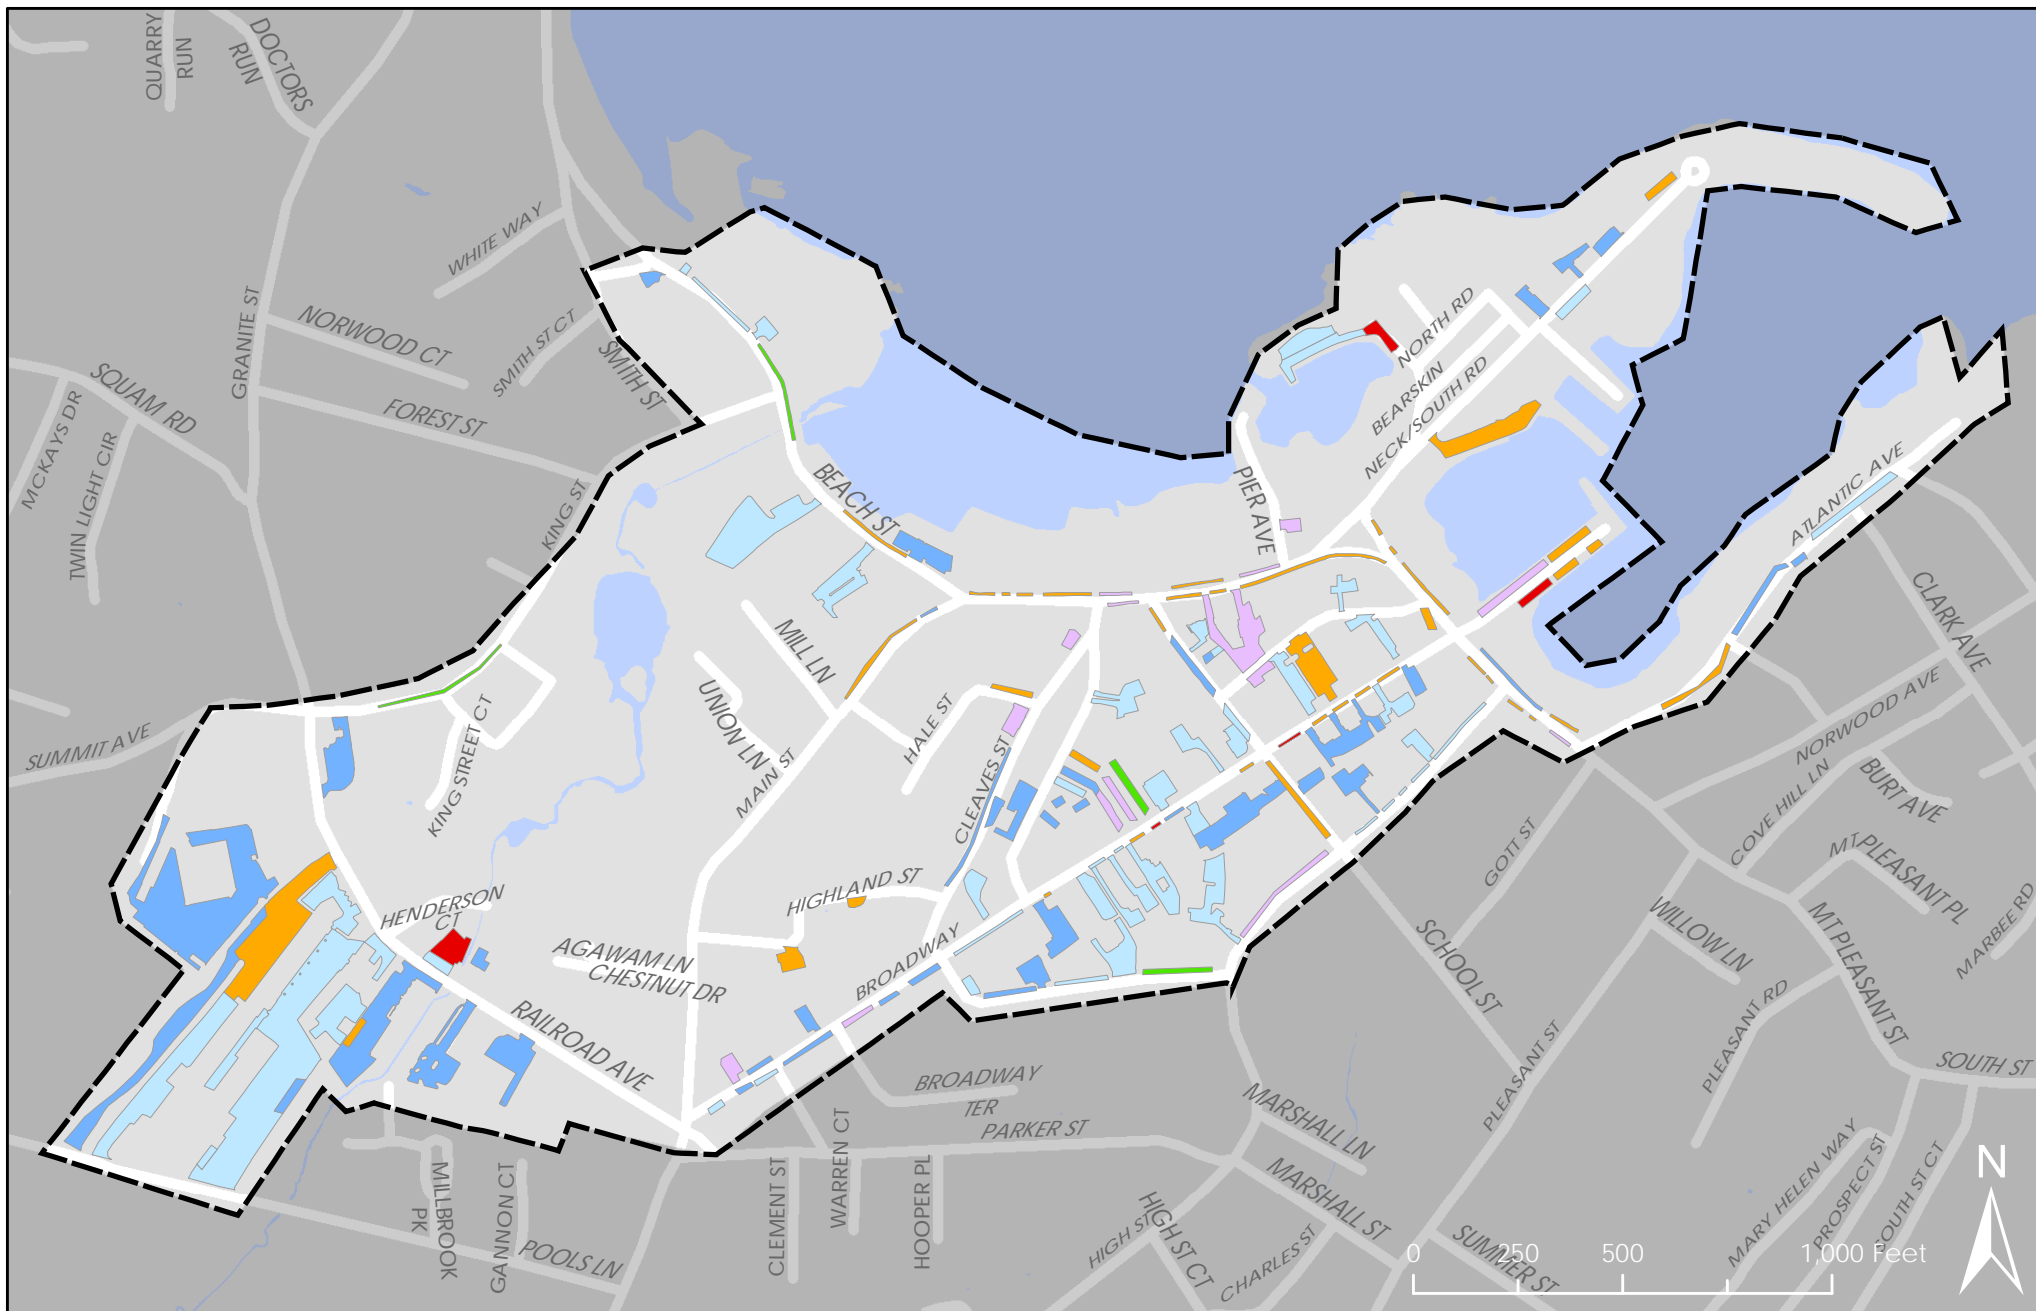 QUARRY
RUN
DOCTORS
RUN
WHITE WAY
GRANITE ST
NORWOOD CT
SMITH ST CT
SMITH ST
SQUAM RD
MCKAYS DR
TWIN LIGHT CIR
FOREST ST
KING ST
BEACH ST
NORTH RD
BEARSKIN
NECK/SOUTH RD
PIER AVE
ATLANTIC AVE
CLARK AVE
MILL LN
UNION LN
MAIN ST
HALE ST
CLEAVES ST
SUMMIT AVE
KING STREET CT
NORWOOD AVE
COVE HILL LN
BURT AVE
MT PLEASANT PL
GOTT ST
HENDERSON
CT
HIGHLAND ST
AGAWAM LN
CHESTNUT DR
BROADWAY
RAILROAD AVE
SCHOOL ST
WILLOW LN
MT PLEASANT ST
MARBEE RD
PLEASANT RD
PLEASANT ST
SOUTH ST
BROADWAY
TER
PARKER ST
MARSHALL LN
MARSHALL ST
MILLBROOK
PK
GANNON CT
POOLS LN
CLEMENT ST
WARREN CT
HOOPER PL
HIGH ST
HIGH ST CT
CHARLES ST
SUMMER ST
MARY HELEN WAY
PROSPECT ST
SOUTH ST CT
N
0 250 500 1,000 Feet